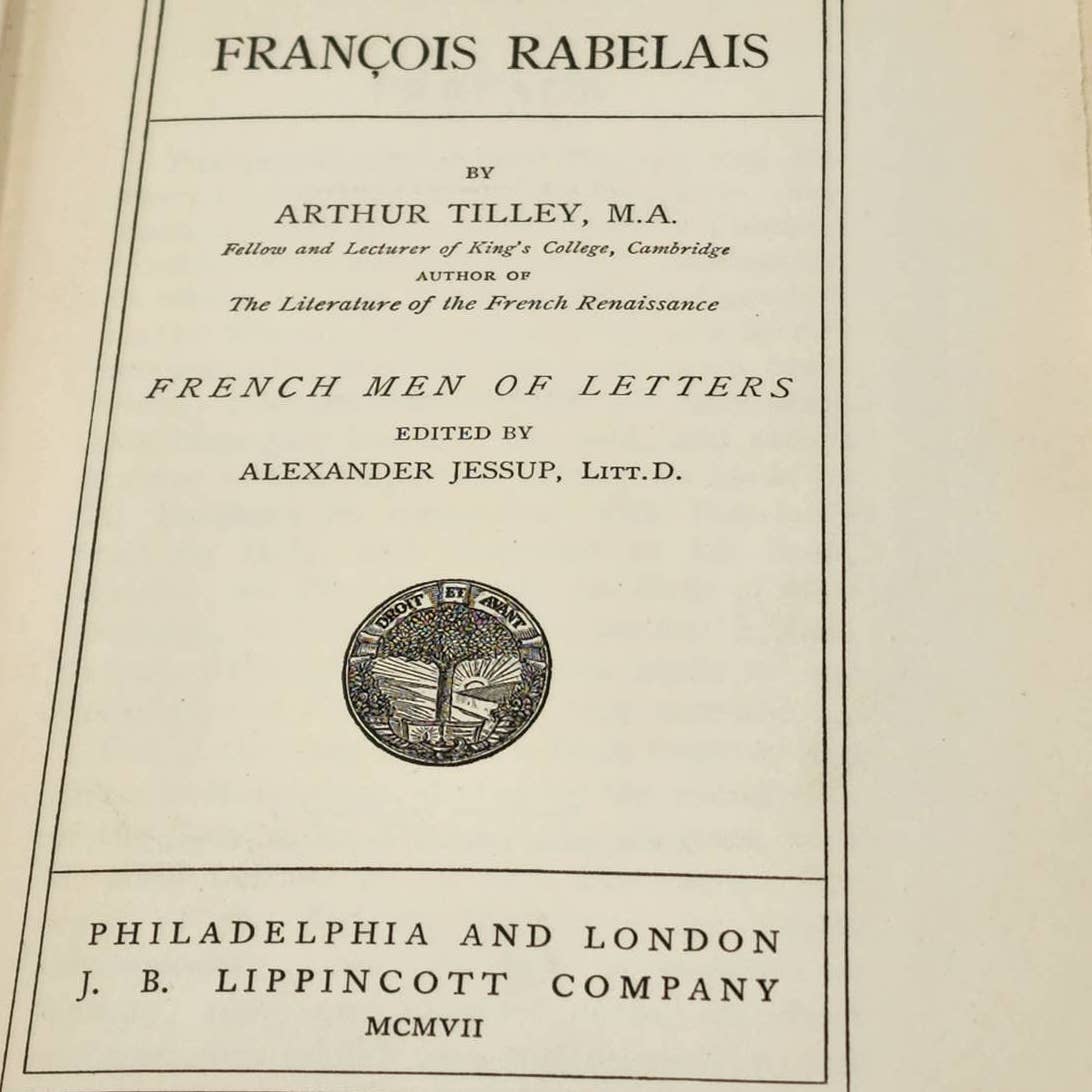 FRANÇOIS RABELAIS
BY
ARTHUR TILLEY, M.A.
Fellow and Lecturer of King's College, Cambridge
AUTHOR OF
The Literature of the French Renaissance
FRENCH MEN OF LETTERS
EDITED BY
ALEXANDER JESSUP, LITT.D.
DROIT ET AVANT
PHILADELPHIA AND LONDON
J. B. LIPPINCOTT COMPANY
MCMVII